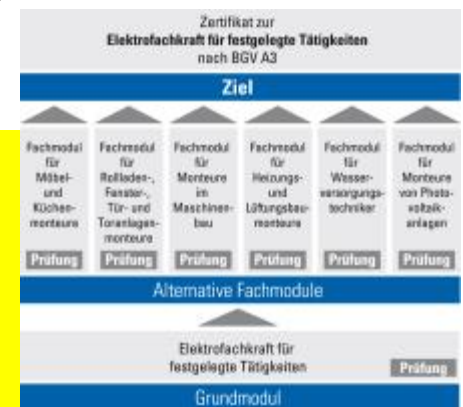 Zertifikat zur
Elektrofachkraft für festgelegte Tätigkeiten
nach BGV A3
Ziel
Fachmodul
für
Möbel-
und
Küchen-
monteure
Prüfung
Fachmodul
für
Rollladen-,
Fenster-,
Tür- und
Toranlagen-
monteure
Prüfung
Fachmodul
für
Monteure
im
Maschinen-
bau
Prüfung
Fachmodul
für
Heizungs-
und
Lüftungsbau-
monteure
Prüfung
Fachmodul
für
Wasser-
versorgungs-
techniker
Prüfung
Fachmodul
für
Monteure
von Photo-
voltaik-
anlagen
Prüfung
Alternative Fachmodule
Elektrofachkraft für
festgelegte Tätigkeiten
Prüfung
Grundmodul